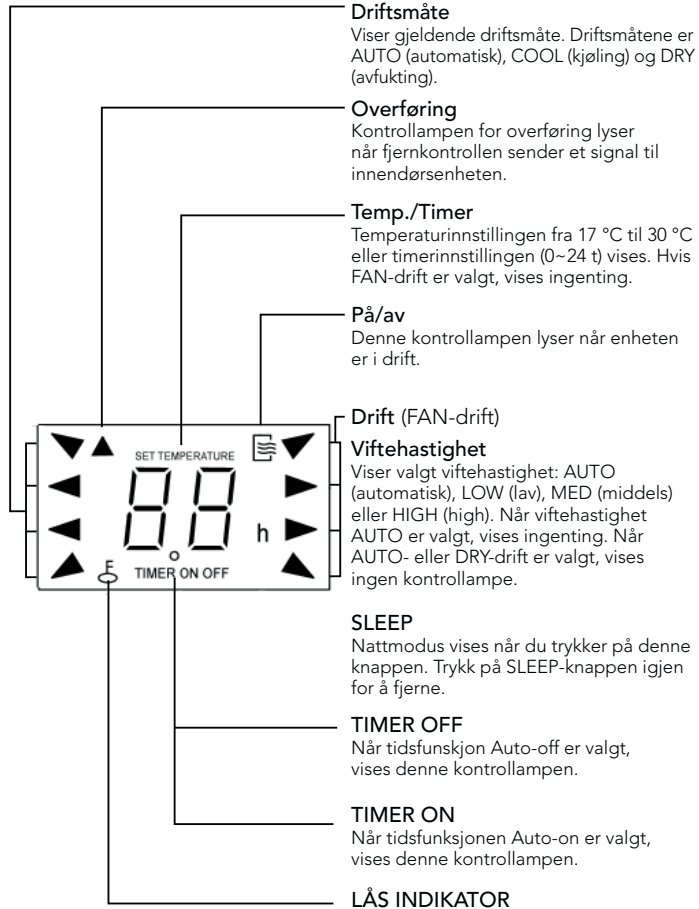 Driftsmåte
Viser gjeldende driftsmåte. Driftsmåtene er
AUTO (automatisk), COOL (kjøling) og DRY
(avfukting).
Overføring
Kontrollampen for overføring lyser
når fjernkontrollen sender et signal til
innendørsenheten.
Temp./Timer
Temperaturinnstillingen fra 17 °C til 30 °C
eller timerinnstillingen (0~24 t) vises. Hvis
FAN-drift er valgt, vises ingenting.
På/av
Denne kontrollampen lyser når enheten
er i drift.
Drift (FAN-drift)
Viftehastighet
Viser valgt viftehastighet: AUTO
(automatisk), LOW (lav), MED (middels)
eller HIGH (high). Når viftehastighet
AUTO er valgt, vises ingenting. Når
AUTO- eller DRY-drift er valgt, vises
ingen kontrollampe.
SET TEMPERATURE
88
h
TIMER ON OFF
SLEEP
Nattmodus vises når du trykker på denne
knappen. Trykk på SLEEP-knappen igjen
for å fjerne.
TIMER OFF
Når tidsfunskjon Auto-off er valgt,
vises denne kontrollampen.
TIMER ON
Når tidsfunksjonen Auto-on er valgt,
vises denne kontrollampen.
LÅS INDIKATOR